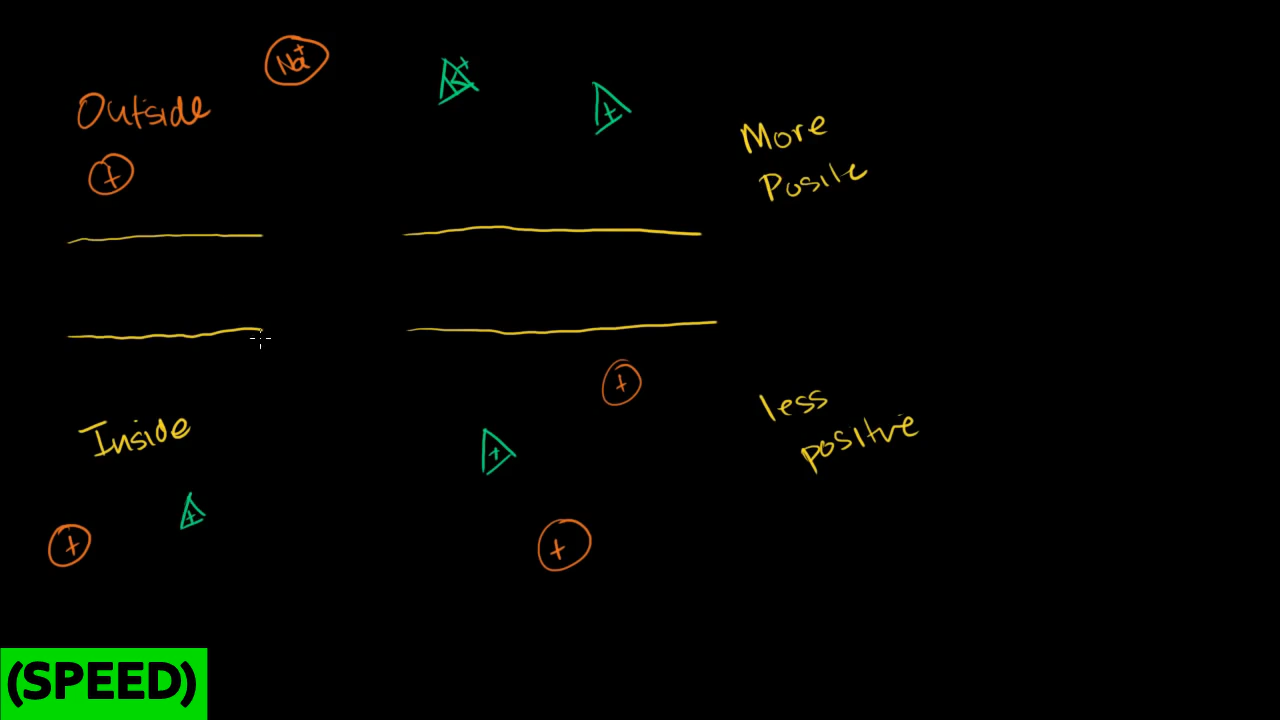 Na+
K+
Outside
+
More
+
Posite
+
less
Inside
positive
+
+
+
+
(SPEED)